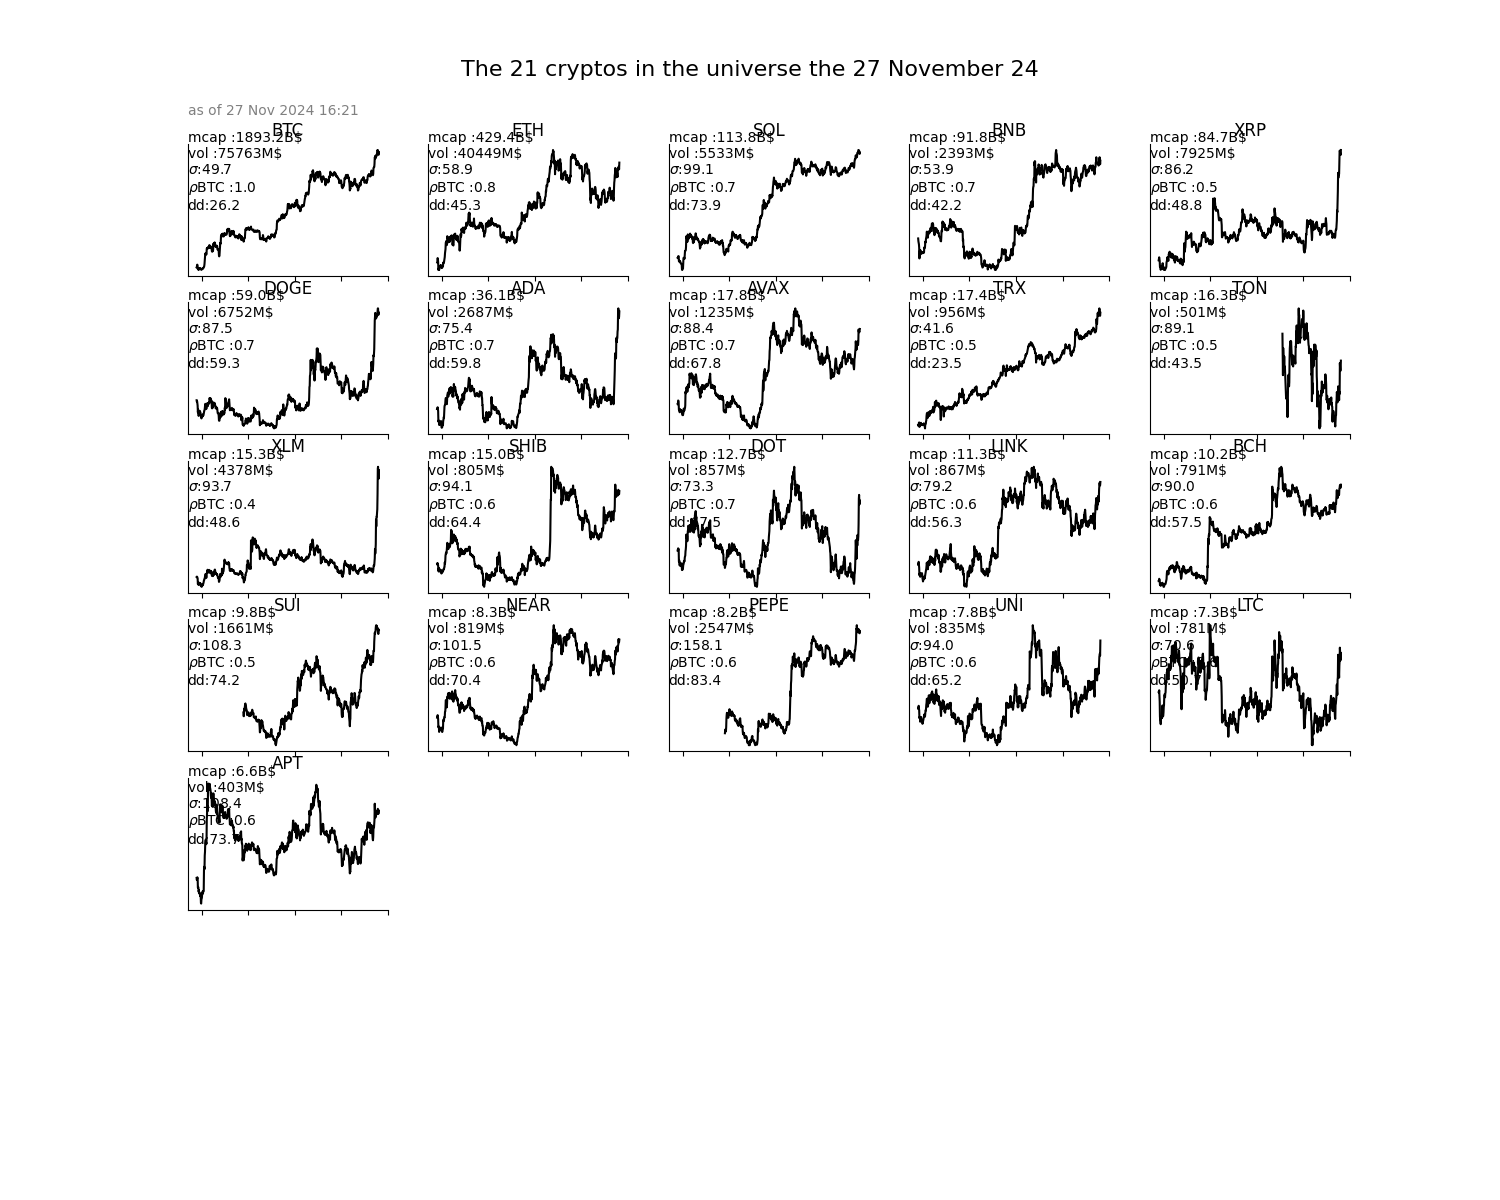 The 21 cryptos in the universe the 27 November 24
as of 27 Nov 2024 16:21
BTC
mcap :1893.2B$
vol :75763M$
σ:49.7
ρBTC :1.0
dd:26.2
ETH
mcap :429.4B$
vol :40449M$
σ:58.9
ρBTC :0.8
dd:45.3
SOL
mcap :113.8B$
vol :5533M$
σ:99.1
ρBTC :0.7
dd:73.9
BNB
mcap :91.8B$
vol :2393M$
σ:53.9
ρBTC :0.7
dd:42.2
XRP
mcap :84.7B$
vol :7925M$
σ:86.2
ρBTC :0.5
dd:48.8
DOGE
mcap :59.0B$
vol :6752M$
σ:87.5
ρBTC :0.7
dd:59.3
ADA
mcap :36.1B$
vol :2687M$
σ:75.4
ρBTC :0.7
dd:59.8
AVAX
mcap :17.8B$
vol :1235M$
σ:88.4
ρBTC :0.7
dd:67.8
TRX
mcap :17.4B$
vol :956M$
σ:41.6
ρBTC :0.5
dd:23.5
TON
mcap :16.3B$
vol :501M$
σ:89.1
ρBTC :0.5
dd:43.5
XLM
mcap :15.3B$
vol :4378M$
σ:93.7
ρBTC :0.4
dd:48.6
SHIB
mcap :15.0B$
vol :805M$
σ:94.1
ρBTC :0.6
dd:64.4
DOT
mcap :12.7B$
vol :857M$
σ:73.3
ρBTC :0.7
LINK
mcap :11.3B$
vol :867M$
σ:79.2
ρBTC :0.6
dd:56.3
BCH
mcap :10.2B$
vol :791M$
σ:90.0
ρBTC :0.6
dd:57.5
SUI
mcap :9.8B$
vol :1661M$
σ:108.3
ρBTC :0.5
dd:74.2
NEAR
mcap :8.3B$
vol :819M$
σ:101.5
ρBTC :0.6
dd:70.4
PEPE
mcap :8.2B$
vol :2547M$
σ:158.1
ρBTC :0.6
dd:83.4
UNI
mcap :7.8B$
vol :835M$
σ:94.0
ρBTC :0.6
dd:65.2
LTC
mcap :7.3B$
vol :781M$
APT
mcap :6.6B$
vol :403M$
σ:108.4
ρBTC :0.6